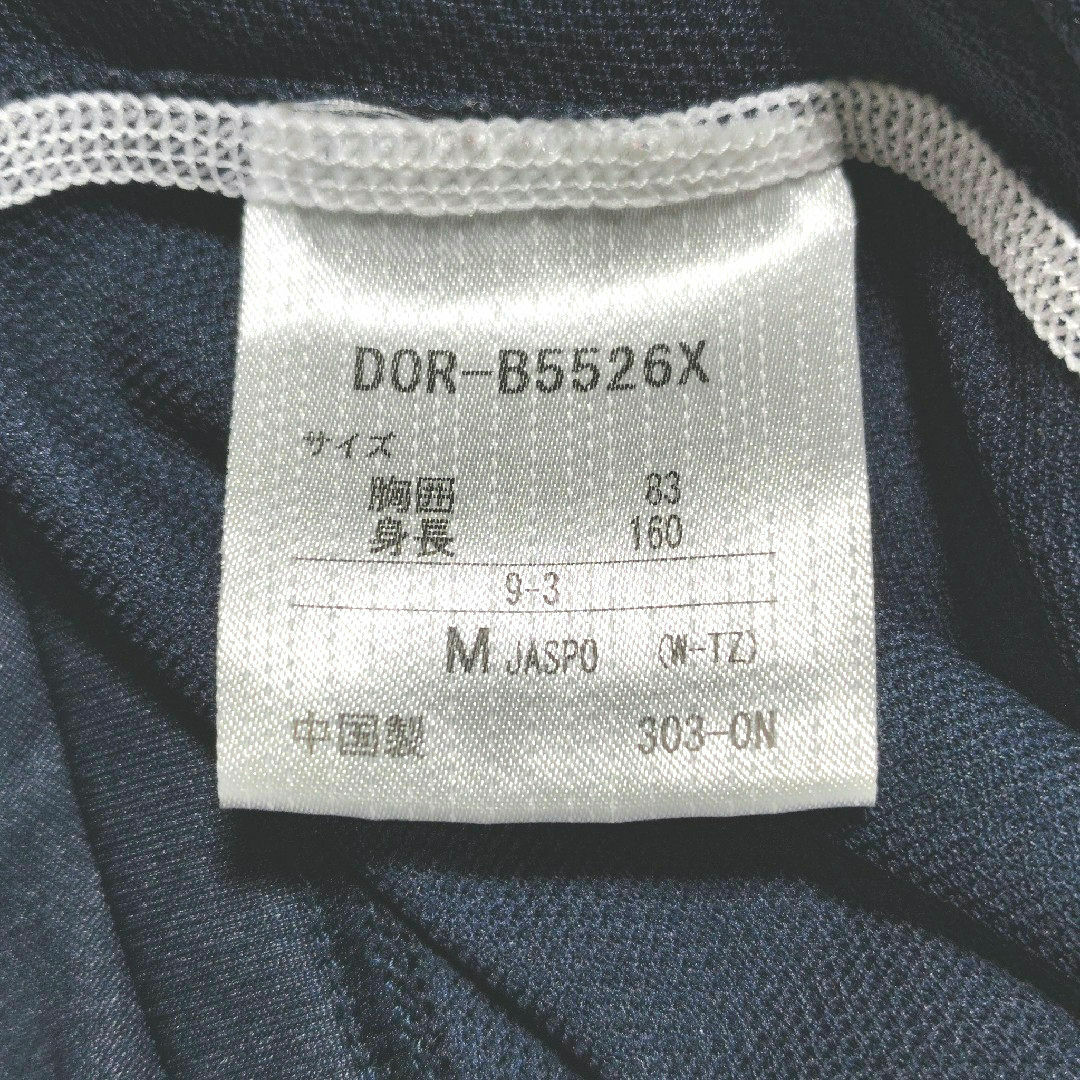 DOR-B5526X
サイズ
胸囲 83
身長 160
9-3
M JASPO (W-TZ)
中国製 303-ON